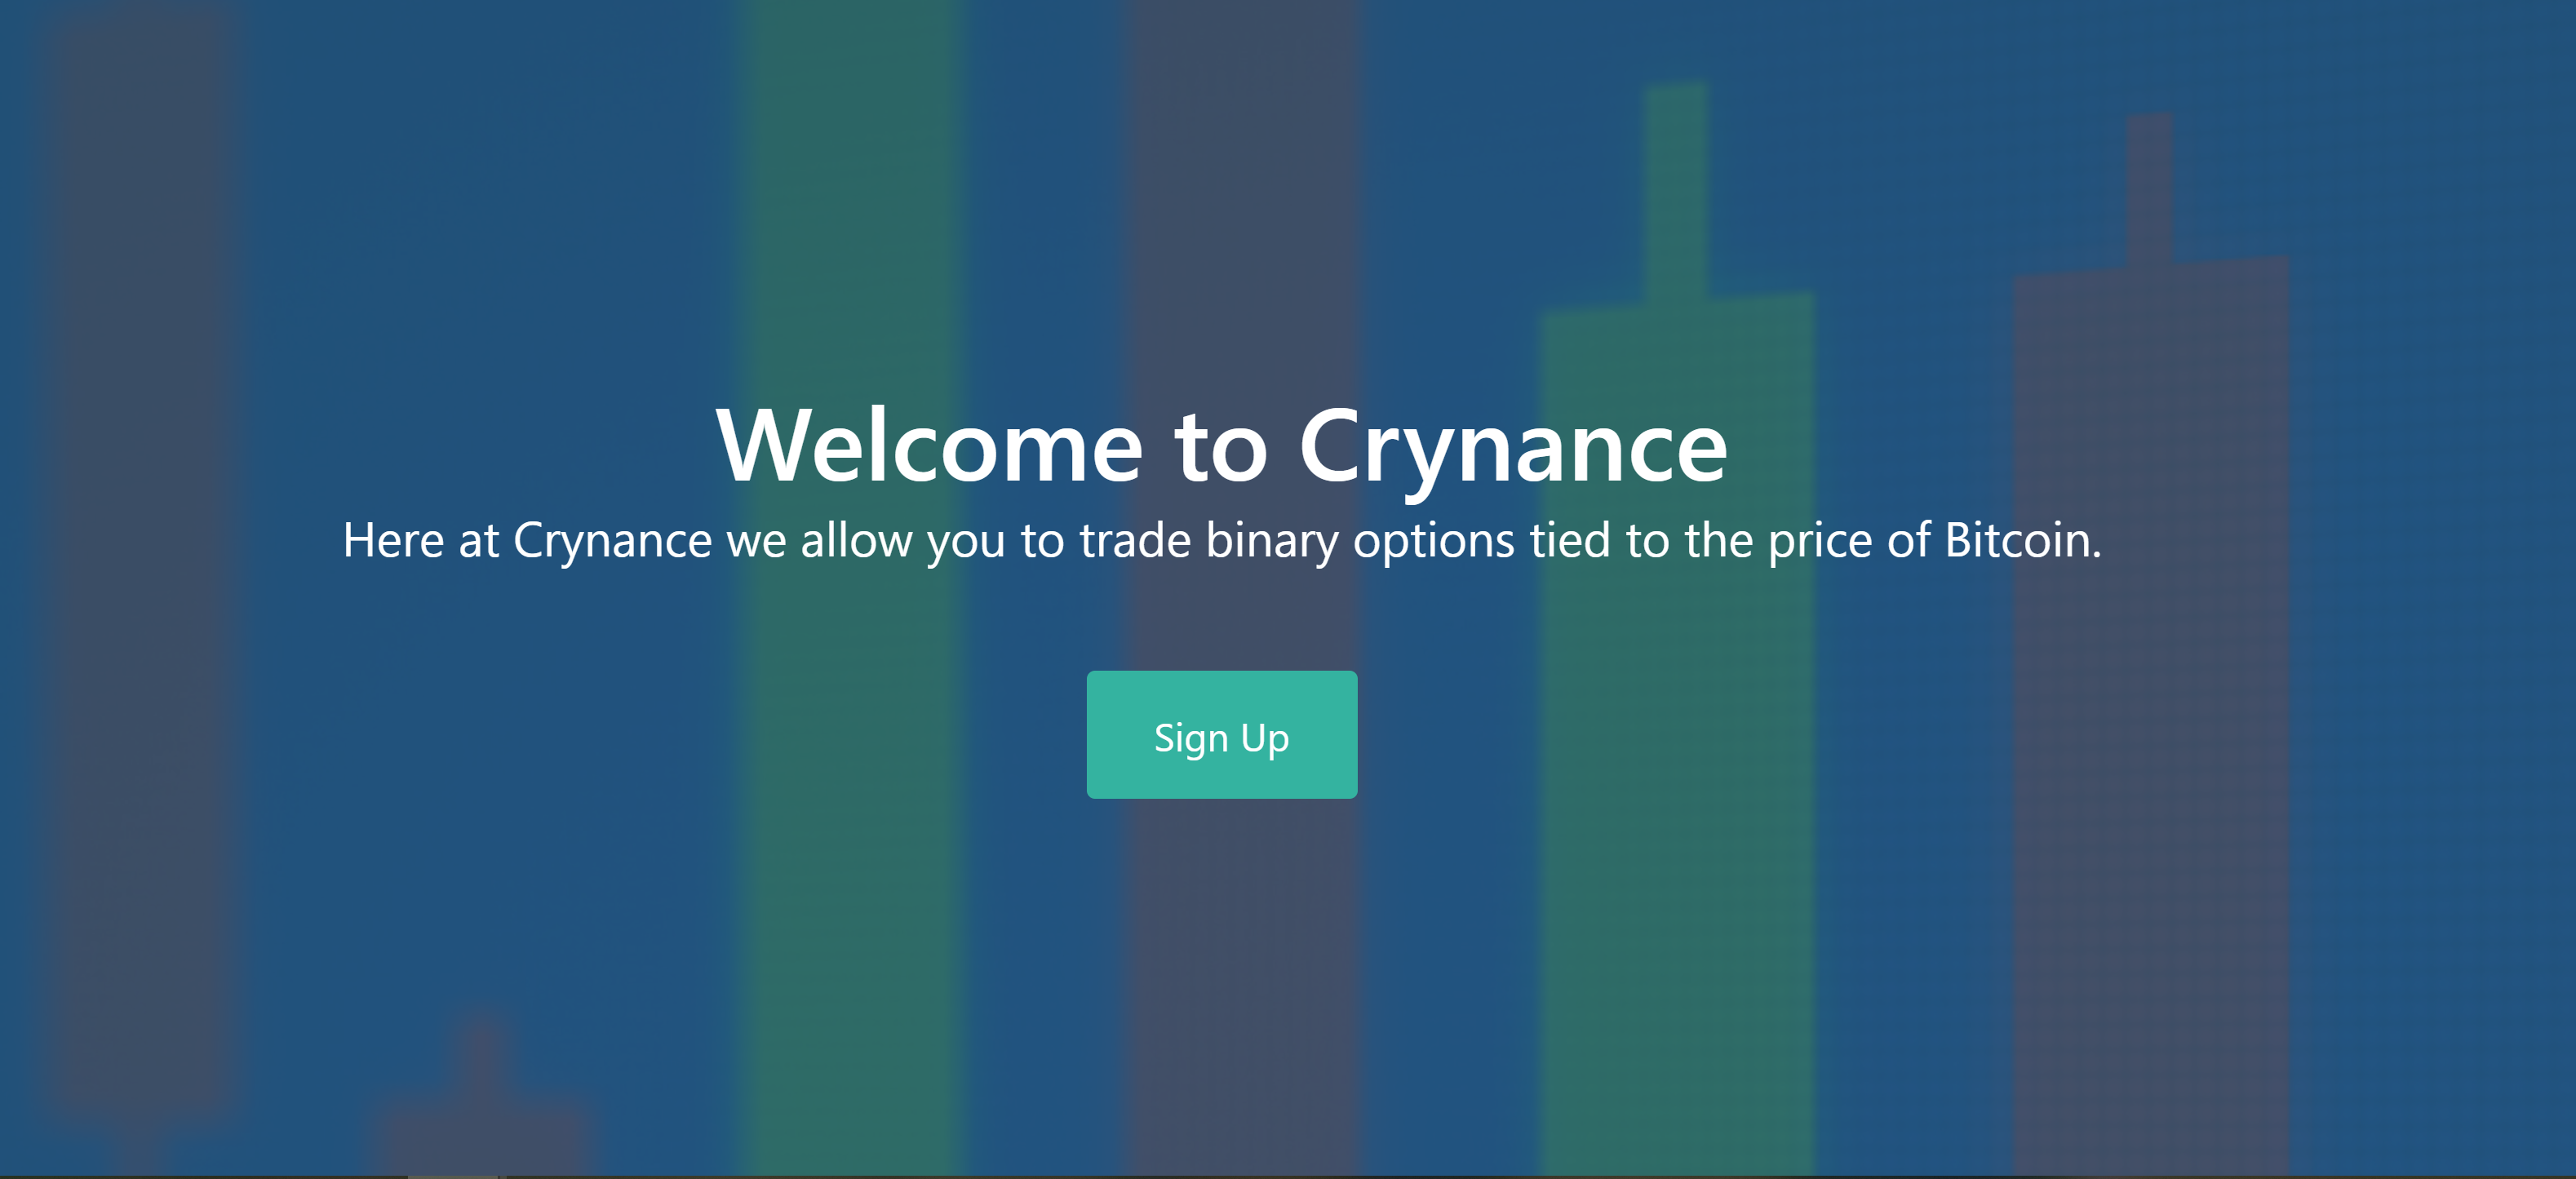 Welcome to Crynance
Here at Crynance we allow you to trade binary options tied to the price of Bitcoin.
Sign Up